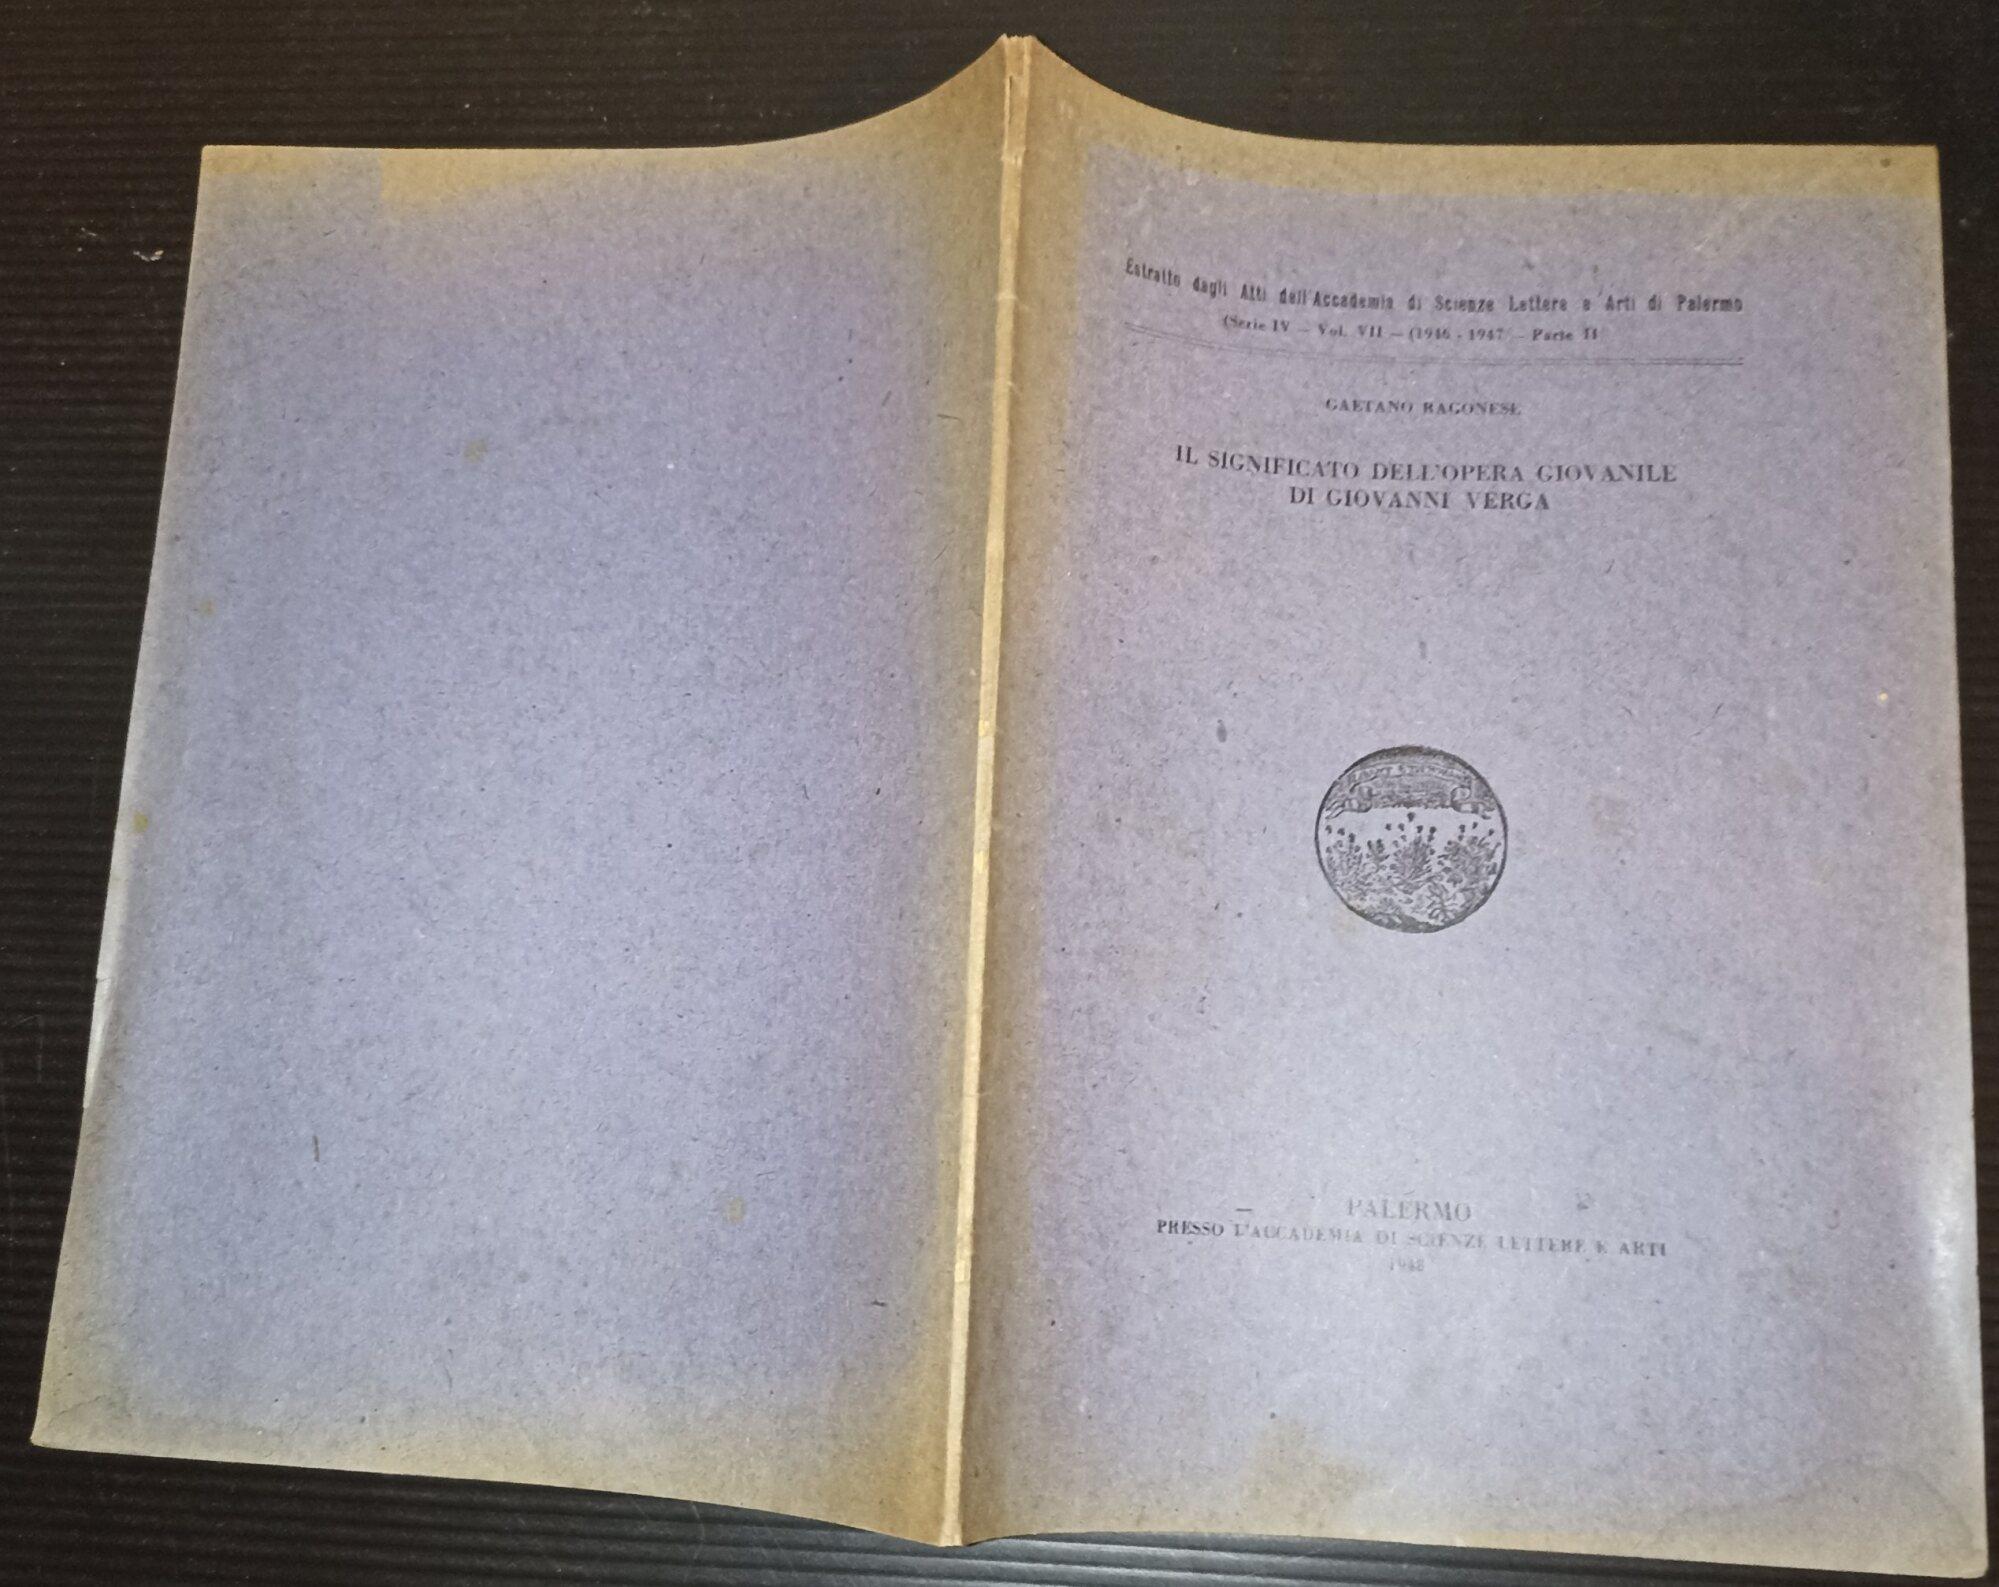 Estratto dagli Atti dell'Accademia di Scienze Lettere e Arti di Palermo
(Serie IV — Vol. VII — (1946 - 1947 — Parte II
GAETANO RAGONESE
IL SIGNIFICATO DELL'OPERA GIOVANILE
DI GIOVANNI VERGA
PALERMO
PRESSO L'ACCADEMIA DI SCIENZE LETTERE E ARTI
1948